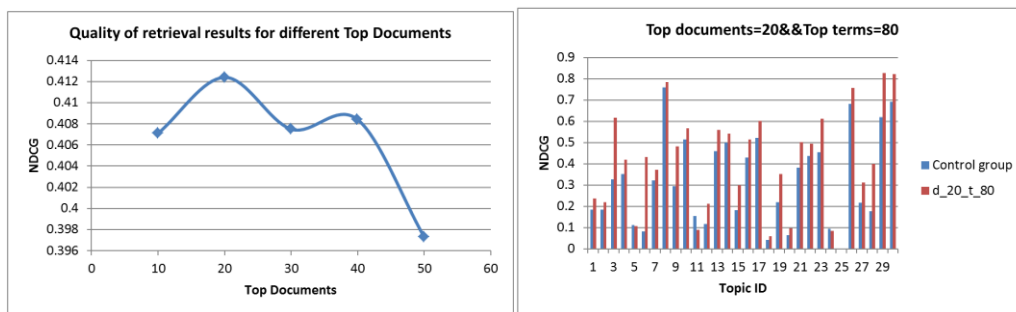 Quality of retrieval results for different Top Documents
0.414
0.412
0.41
0.408
0.406
0.404
0.402
0.4
0.398
0.396
NDCG
0 10 20 30 40 50 60
Top Documents
Top documents=20&&Top terms=80
0.9
0.8
0.7
0.6
0.5
0.4
0.3
0.2
0.1
0
NDCG
1 3 5 7 9 11 13 15 17 19 21 23 25 27 29
Topic ID
Control group
d_20_t_80